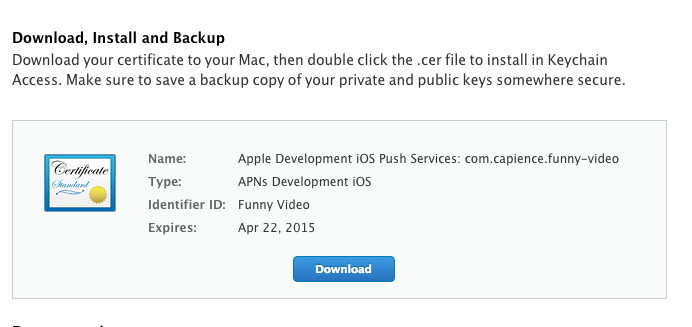 Download, Install and Backup
Download your certificate to your Mac, then double click the .cer file to install in Keychain
Access. Make sure to save a backup copy of your private and public keys somewhere secure.
Certificate
Standard
Name: Apple Development iOS Push Services: com.capience.funny-video
Type: APNs Development iOS
Identifier ID: Funny Video
Expires: Apr 22, 2015
Download